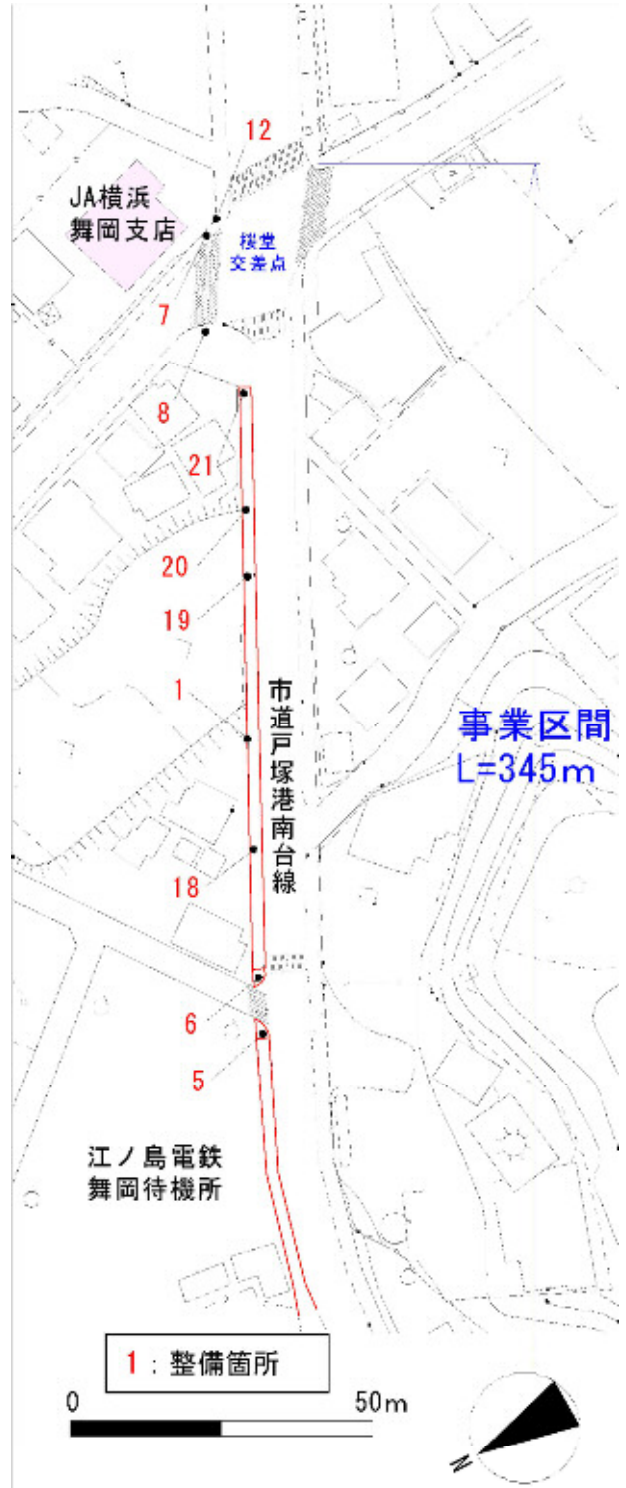 12
JA横浜
舞岡支店
桜堂
交差点
7
8
21
20
19
1
市道戸塚港南台線
事業区間
L=345m
18
6
5
江ノ島電鉄
舞岡待機所
1：整備箇所
0
50m
N